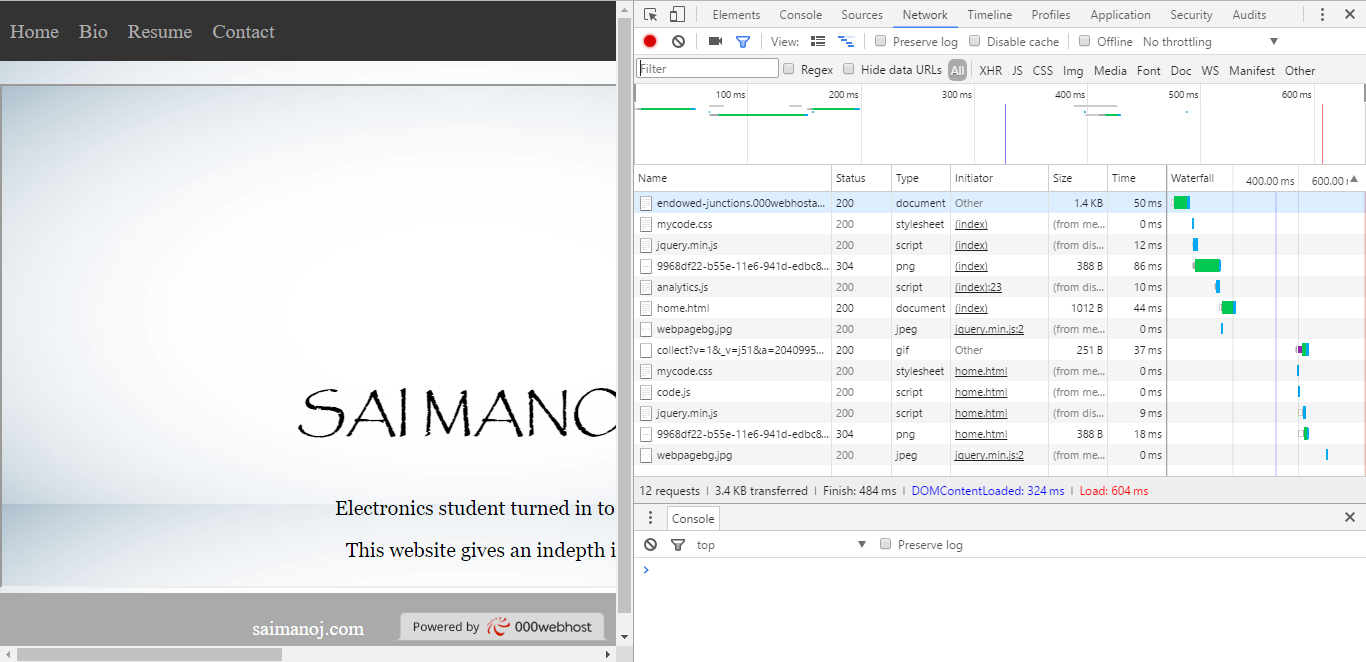 Home Bio Resume Contact
SAI MANO
Electronics student turned in to
This website gives an indepth i
saimanoj.com
Powered by 000webhost
Elements Console Sources Network Timeline Profiles Application Security Audits
View: Preserve log Disable cache Offline No throttling
Filter Regex Hide data URLs All XHR JS CSS Img Media Font Doc WS Manifest Other
100 ms 200 ms 300 ms 400 ms 500 ms 600 ms
Name Status Type Initiator Size Time Waterfall 400.00 ms 600.00 
endowed-junctions.000webhosta... 200 document Other 1.4 KB 50 ms
mycode.css 200 stylesheet (index) (from me... 0 ms
jquery.min.js 200 script (index) (from dis... 12 ms
9968df22-b55e-11e6-941d-edbc8... 304 png (index) 388 B 86 ms
analytics.js 200 script (index):23 (from dis... 10 ms
home.html 200 document (index) 1012 B 44 ms
webpagebg.jpg 200 jpeg jquery.min.js:2 (from me... 0 ms
collect?v=1&_v=j51&a=2040995... 200 gif Other 251 B 37 ms
mycode.css 200 stylesheet home.html (from me... 0 ms
code.js 200 script home.html (from me... 0 ms
jquery.min.js 200 script home.html (from dis... 9 ms
9968df22-b55e-11e6-941d-edbc8... 304 png home.html 388 B 18 ms
webpagebg.jpg 200 jpeg jquery.min.js:2 (from me... 0 ms
12 requests | 3.4 KB transferred | Finish: 484 ms | DOMContentLoaded: 324 ms | Load: 604 ms
Console
top Preserve log